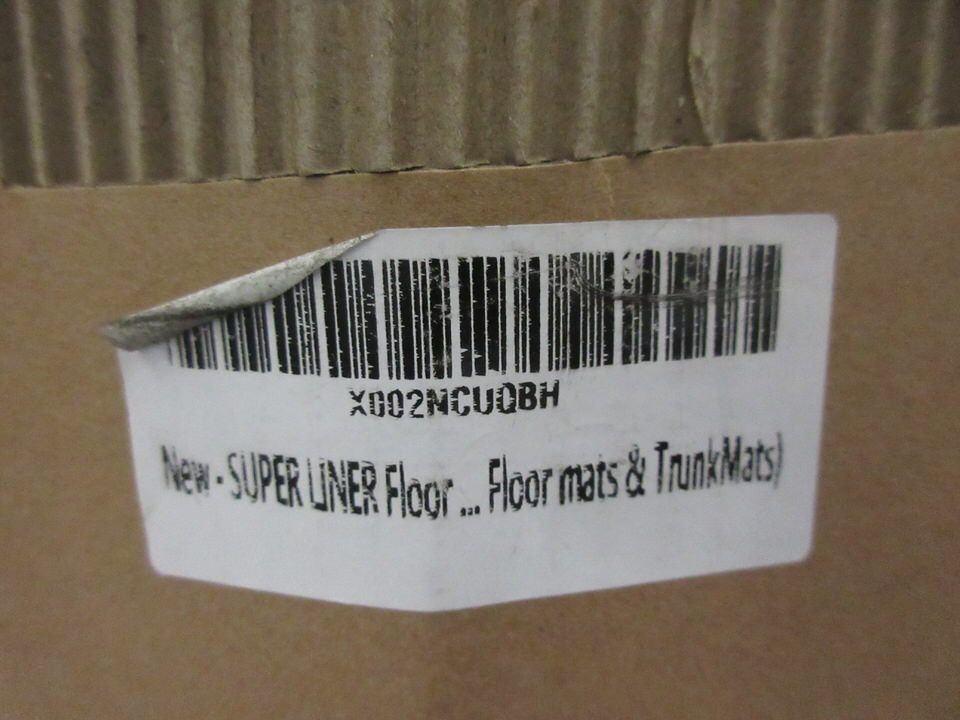 X002NCUQBH
New - SUPER LINER Floor ... Floor mats & TrunkMats)